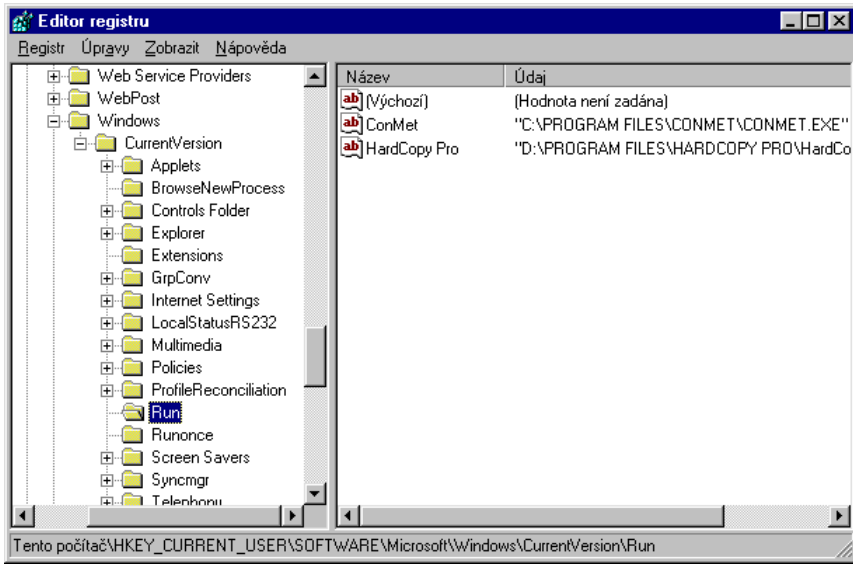 Editor registru
Registr Úpravy Zobrazit Nápověda
Web Service Providers
WebPost
Windows
CurrentVersion
Applets
BrowseNewProcess
Controls Folder
Explorer
Extensions
GrpConv
Internet Settings
LocalStatusRS232
Multimedia
Policies
ProfileReconciliation
Run
Runonce
Screen Savers
Syncmgr
Telephony
Název Údaj
(Výchozí) (Hodnota není zadána)
ConMet "C:\PROGRAM FILES\CONMET\CONMET.EXE"
HardCopy Pro "D:\PROGRAM FILES\HARDCOPY PRO\HardCo
Tento počítač\HKEY_CURRENT_USER\SOFTWARE\Microsoft\Windows\CurrentVersion\Run